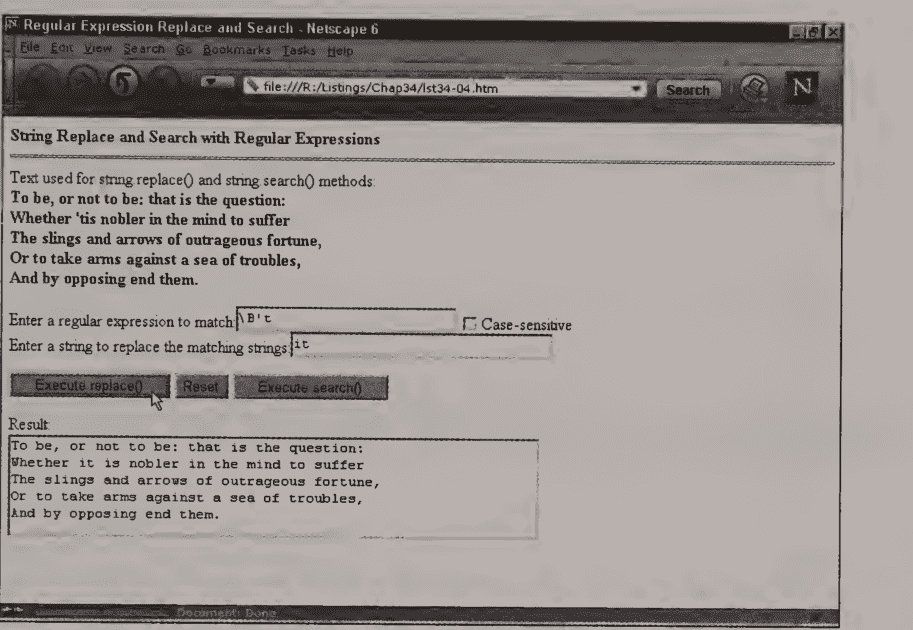 Regular Expression Replace and Search - Netscape 6
File Edit View Search Go Bookmarks Tasks Help
file:///R:/Listings/Chap34/lst34-04.htm
Search
N
String Replace and Search with Regular Expressions
Text used for string.replace() and string.search() methods:
To be, or not to be: that is the question:
Whether 'tis nobler in the mind to suffer
The slings and arrows of outrageous fortune,
Or to take arms against a sea of troubles,
And by opposing end them.
Enter a regular expression to match: \B't Case-sensitive
Enter a string to replace the matching strings: it
Execute replace() Reset Execute search()
Result:
To be, or not to be: that is the question:
Whether it is nobler in the mind to suffer
The slings and arrows of outrageous fortune,
Or to take arms against a sea of troubles,
And by opposing end them.
Document: Done